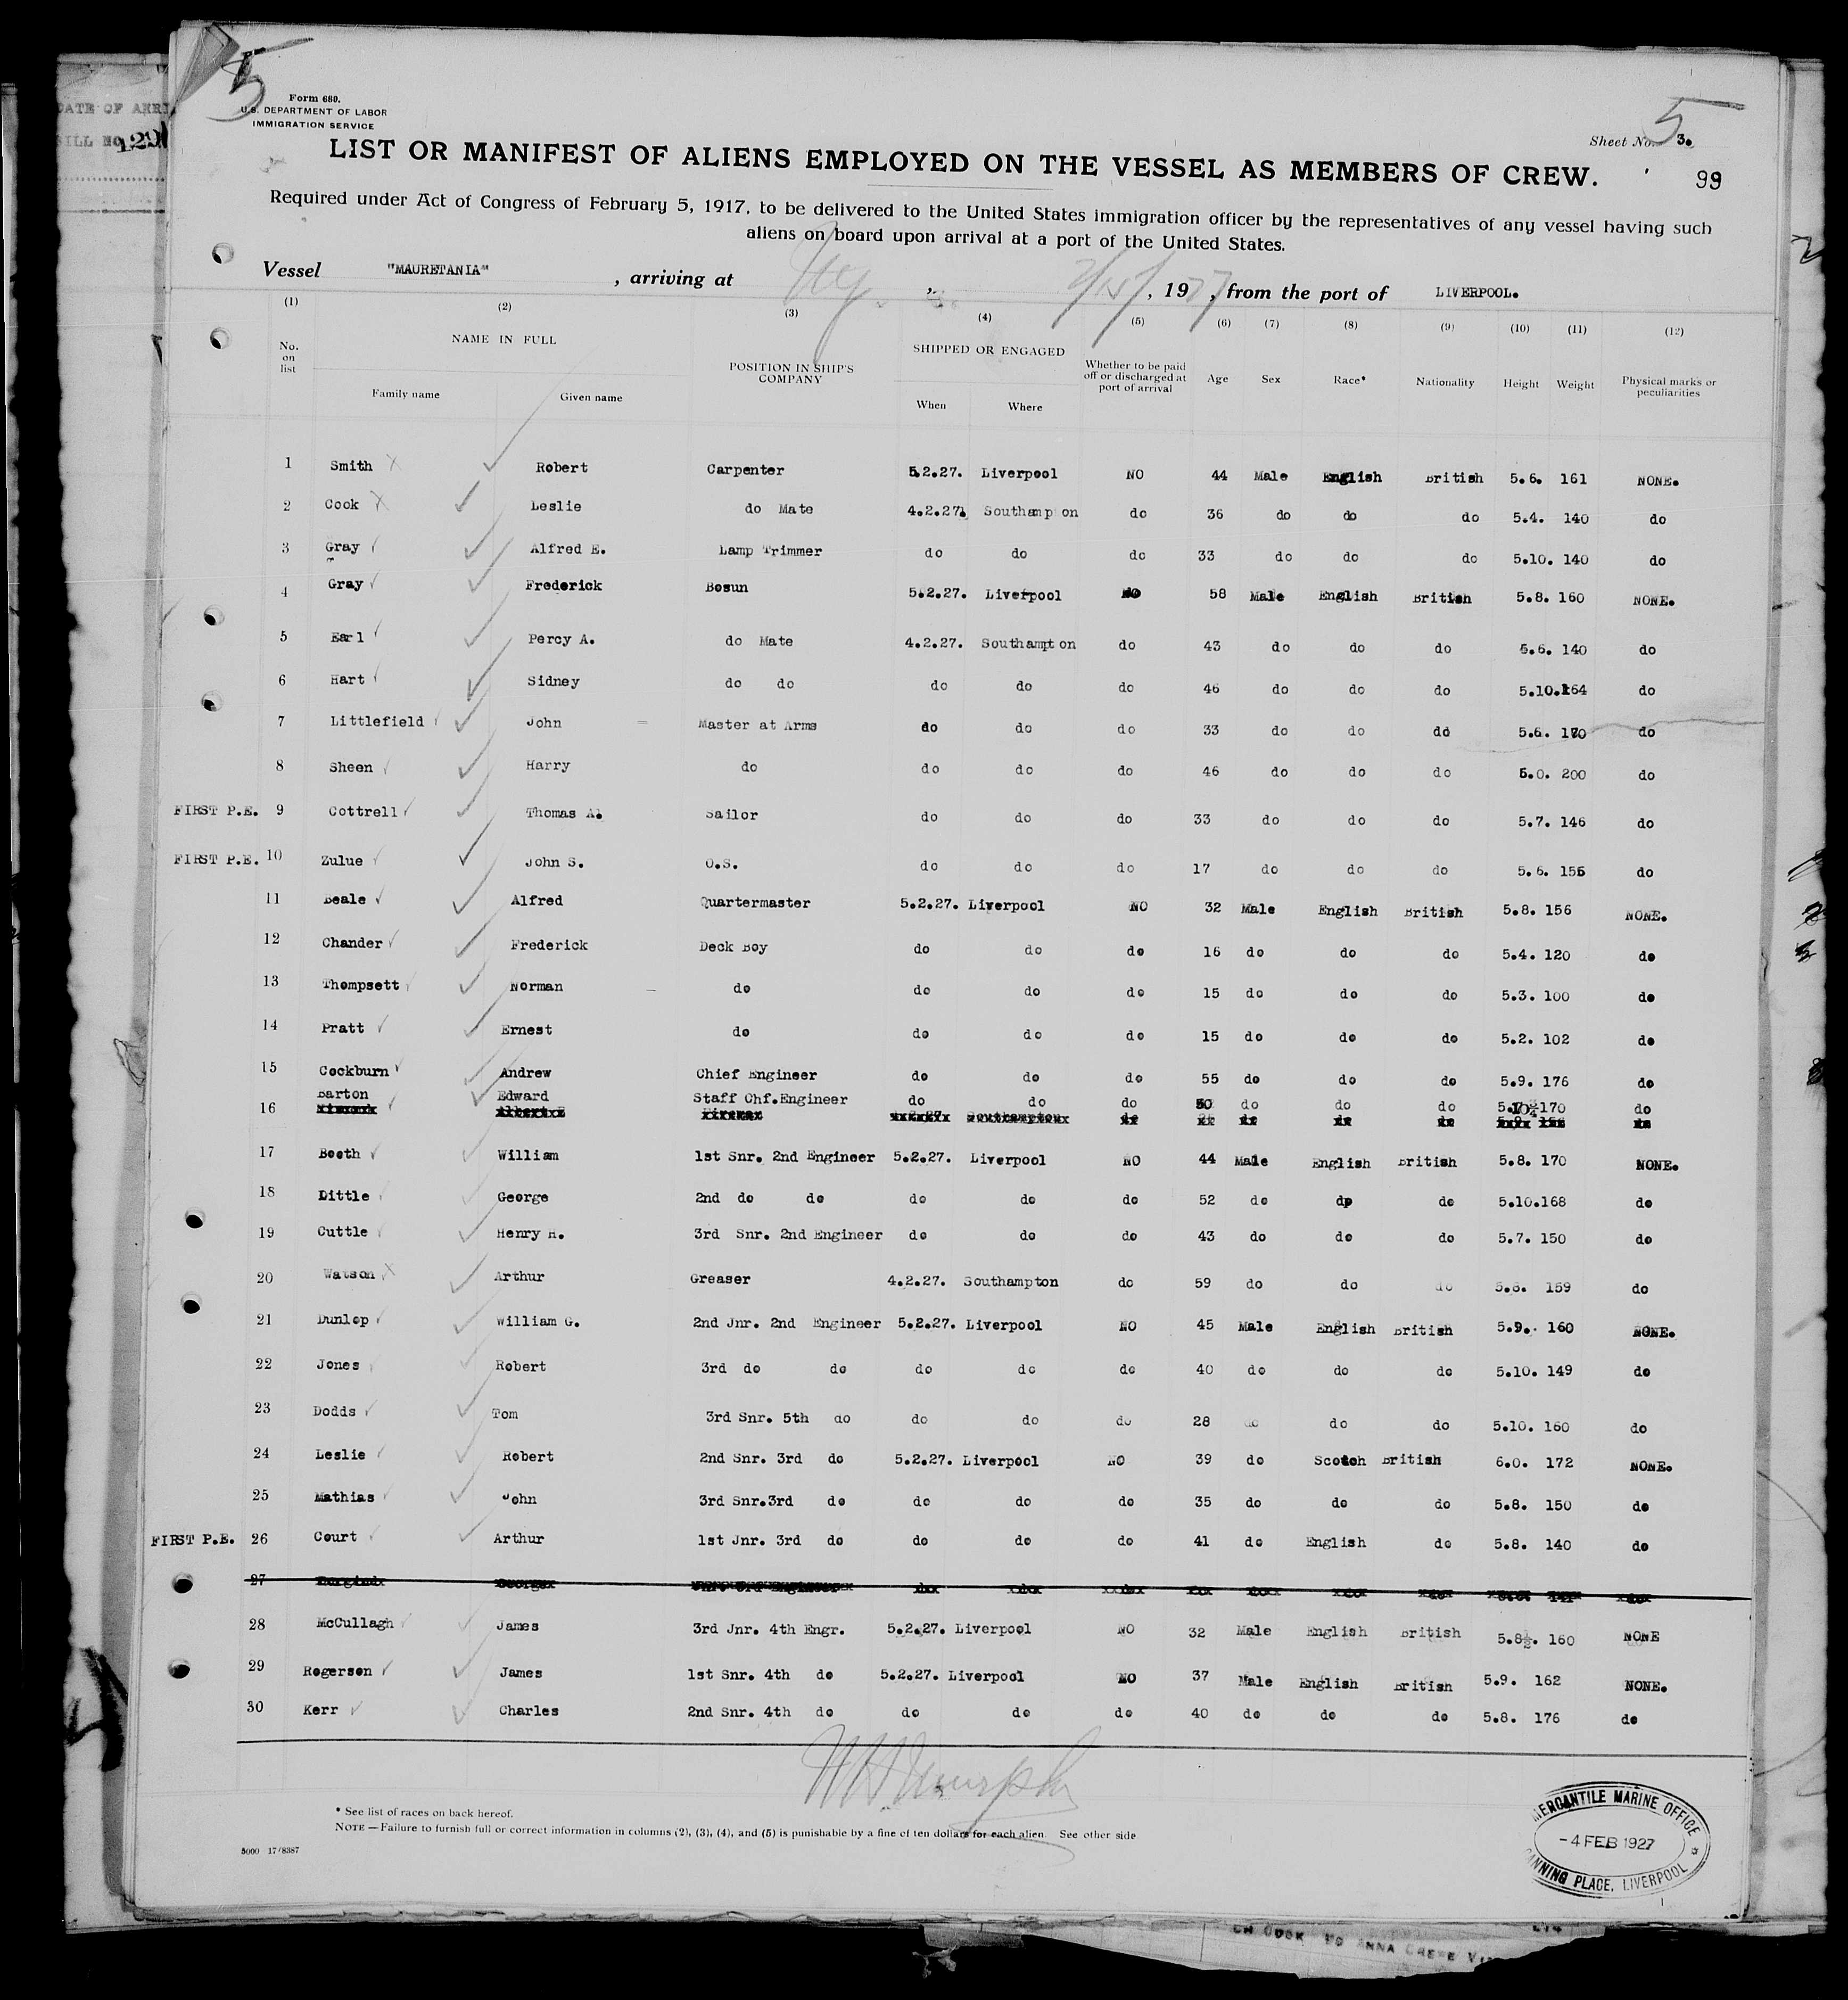 5
Form 680.
U.S. DEPARTMENT OF LABOR
IMMIGRATION SERVICE
5
Sheet No. 3.
LIST OR MANIFEST OF ALIENS EMPLOYED ON THE VESSEL AS MEMBERS OF CREW.
99
Required under Act of Congress of February 5, 1917, to be delivered to the United States immigration officer by the representatives of any vessel having such
aliens on board upon arrival at a port of the United States.
Vessel "MAURETANIA" , arriving at , 1927, from the port of LIVERPOOL.
(1) (2) (3) (4) (5) (6) (7) (8) (9) (10) (11) (12)
No. on list NAME IN FULL POSITION IN SHIP'S COMPANY SHIPPED OR ENGAGED Whether to be paid off or discharged at port of arrival Age Sex Race* Nationality Height Weight Physical marks or peculiarities
Family name Given name When Where
1 Smith Robert Carpenter 5.2.27. Liverpool NO 44 Male English British 5.6. 161 NONE.
2 Cook Leslie do Mate 4.2.27. Southampton do 36 do do do 5.4. 140 do
3 Gray Alfred E. Lamp Trimmer do do do 33 do do do 5.10. 140 do
4 Gray Frederick Bosun 5.2.27. Liverpool NO 58 Male English British 5.8. 160 NONE.
5 Earl Percy A. do Mate 4.2.27. Southampton do 43 do do do 5.6. 140 do
6 Hart Sidney do do do do do 46 do do do 5.10.164 do
7 Littlefield John = Master at Arms do do do 33 do do do 5.6. do
8 Sheen Harry do do do do 46 do do do 6.0. 200 do
FIRST P.E. 9 Cottrell Thomas A. Sailor do do do 33 do do do 5.7. 146 do
FIRST P.E. 10 Zulue John S. O.S. do do do 17 do do do 5.6. 155 do
11 Beale Alfred Quartermaster 5.2.27. Liverpool NO 32 Male English British 5.8. 156 NONE.
12 Chander Frederick Deck Boy do do do 16 do do do 5.4. 120 do
13 Thompsett Norman do do do do 15 do do do 5.3. 100 do
14 Pratt Ernest do do do do 15 do do do 5.2. 102 do
15 Cockburn Andrew Chief Engineer do do do 55 do do do 5.9. 176 do
16 Barton Edward Staff Chf.Engineer do do do 50 do do do 170 do
17 Booth William 1st Snr. 2nd Engineer 5.2.27. Liverpool NO 44 Male English British 5.8. 170 NONE.
18 Dittle George 2nd do do do do do 52 do do do 5.10.168 do
19 Cuttle Henry H. 3rd Snr. 2nd Engineer do do do 43 do do do 5.7. 150 do
20 Watson Arthur Greaser 4.2.27. Southampton do 59 do do do 5.8. 159 do
21 Dunlop William G. 2nd Jnr. 2nd Engineer 5.2.27. Liverpool NO 45 Male English British 5.9. 160 NONE.
22 Jones Robert 3rd do do do do do 40 do do do 5.10. 149 do
23 Dodds Tom 3rd Snr. 5th do do do do 28 do do do 5.10. 160 do
24 Leslie Robert 2nd Snr. 3rd do 5.2.27. Liverpool NO 39 do Scotch British 6.0. 172 NONE.
25 Mathias John 3rd Snr.3rd do do do do 35 do do do 5.8. 150 do
FIRST P.E. 26 Court Arthur 1st Jnr. 3rd do do do do 41 do English do 5.8. 140 do
27
28 McCullagh James 3rd Jnr. 4th Engr. 5.2.27. Liverpool NO 32 Male English British 5.8½. 160 NONE
29 Rogerson James 1st Snr. 4th do 5.2.27. Liverpool NO 37 Male English British 5.9. 162 NONE.
30 Kerr Charles 2nd Snr. 4th do do do do 40 do do do 5.8. 176 do
* See list of races on back hereof.
NOTE — Failure to furnish full or correct information in columns (2), (3), (4), and (5) is punishable by a fine of ten dollars for each alien. See other side
5000 17/8387
MERCANTILE MARINE OFFICE
-4 FEB 1927
CANNING PLACE, LIVERPOOL